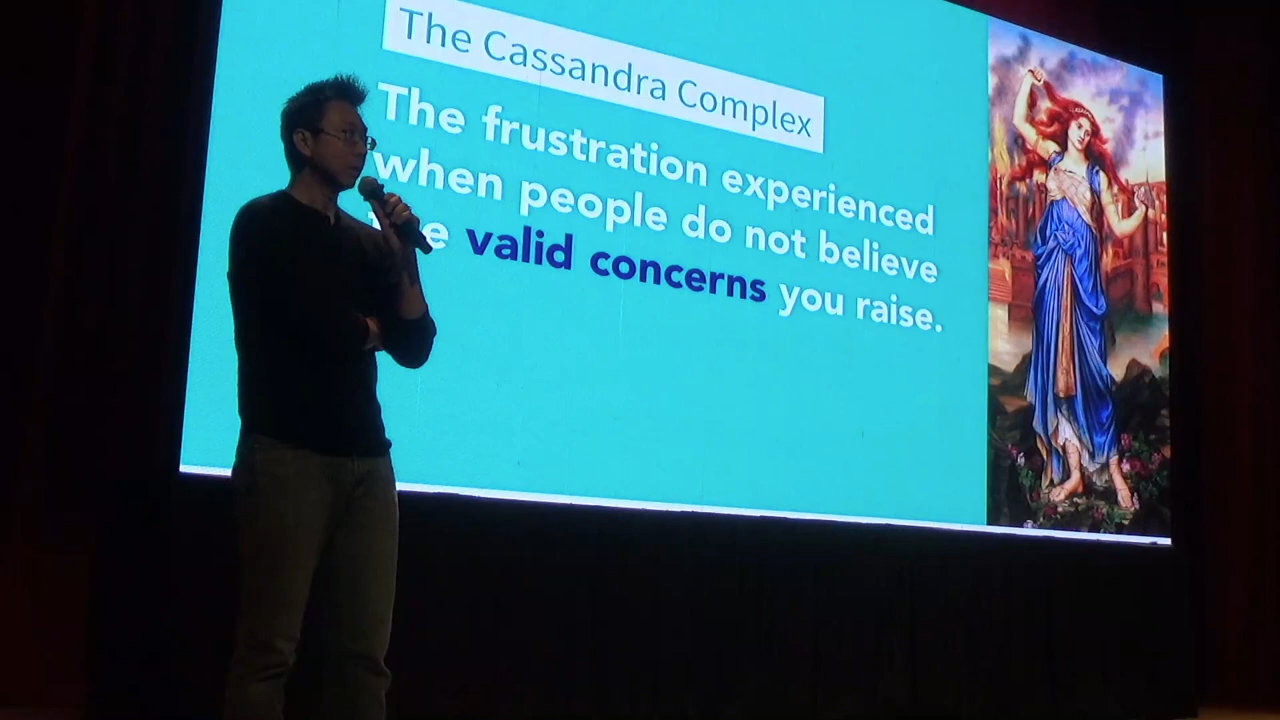 The Cassandra Complex
The frustration experienced
when people do not believe
valid concerns you raise.